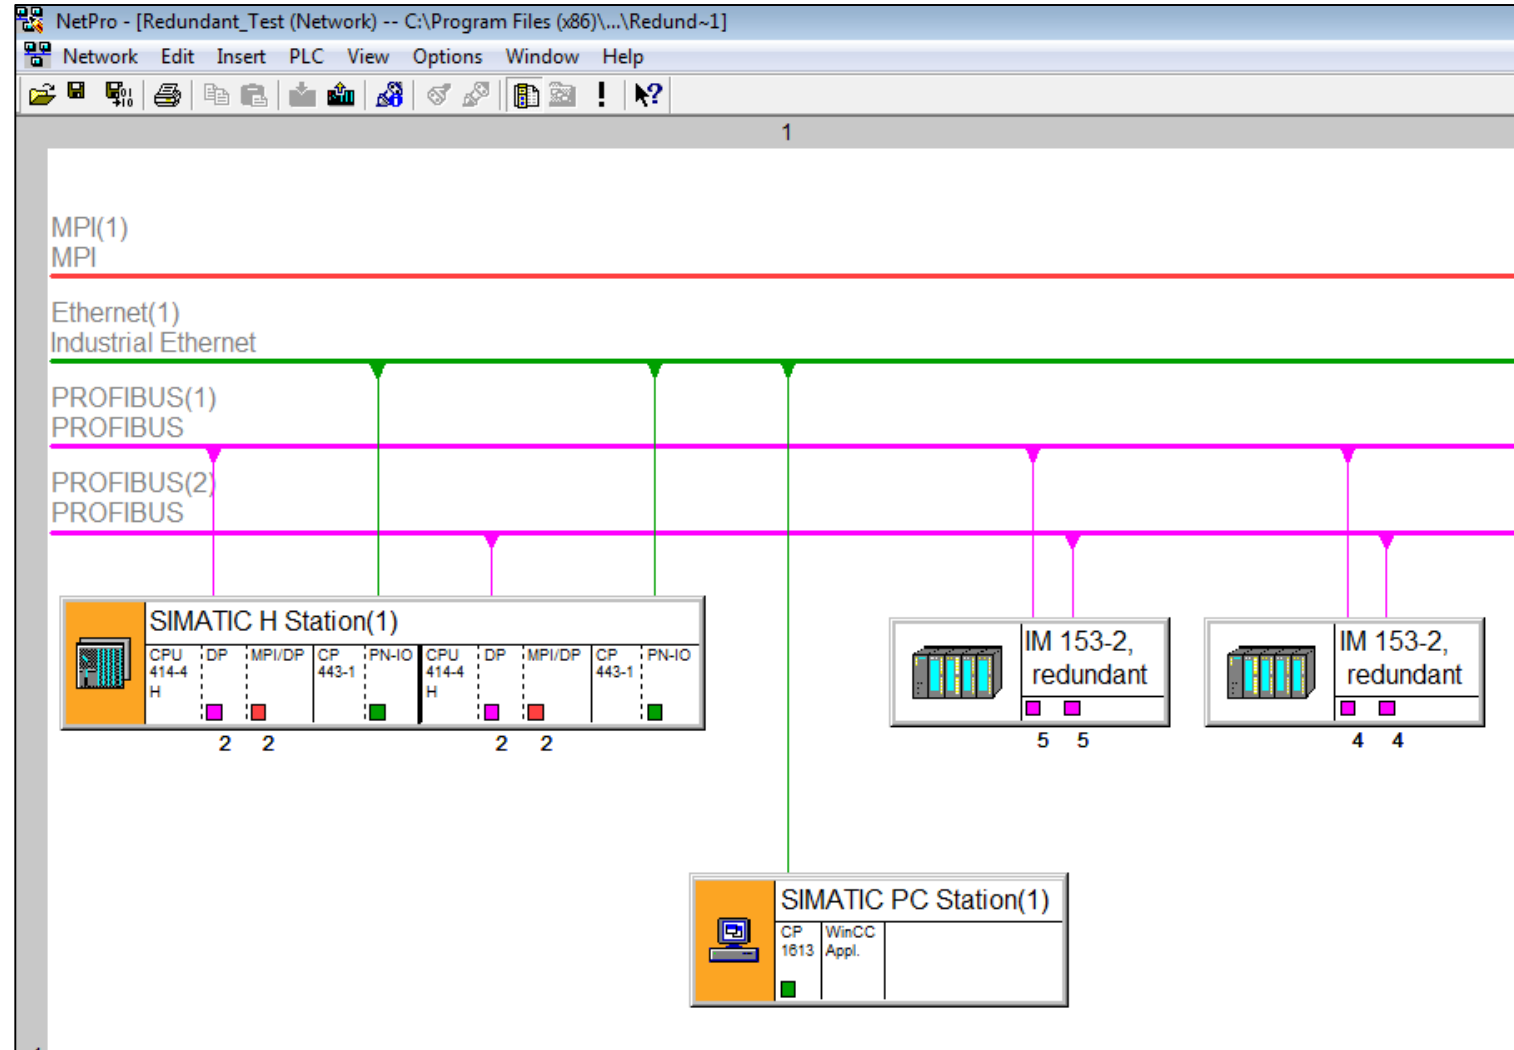 NetPro - [Redundant_Test (Network) -- C:\Program Files (x86)\...\Redund~1]
Network Edit Insert PLC View Options Window Help
1
MPI(1)
MPI
Ethernet(1)
Industrial Ethernet
PROFIBUS(1)
PROFIBUS
PROFIBUS(2)
PROFIBUS
SIMATIC H Station(1)
CPU 414-4 H
DP
MPI/DP
CP 443-1
PN-IO
CPU 414-4 H
DP
MPI/DP
CP 443-1
PN-IO
2 2 2 2
IM 153-2,
redundant
5 5
IM 153-2,
redundant
4 4
SIMATIC PC Station(1)
CP 1613
WinCC Appl.